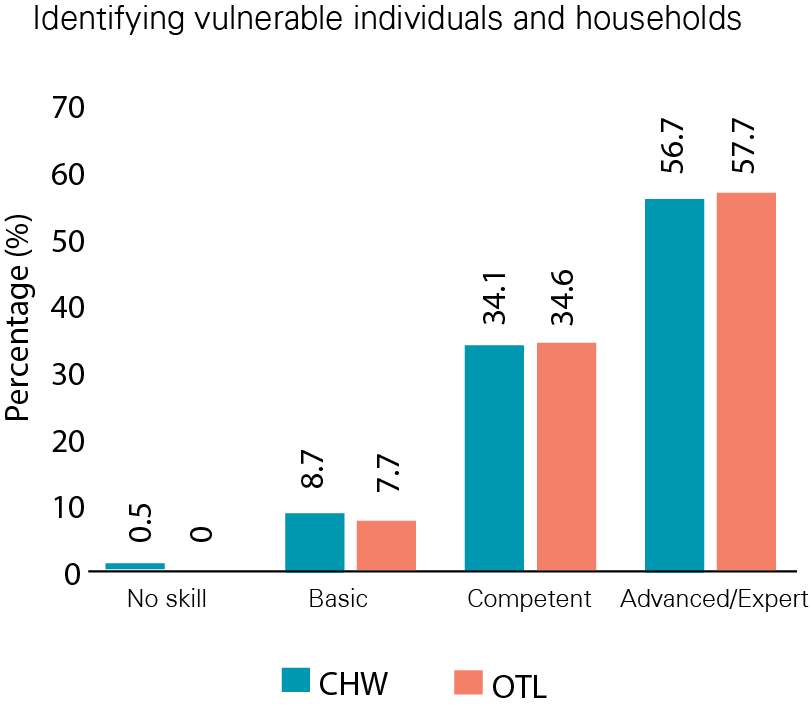 Identifying vulnerable individuals and households
Percentage (%)
70
60
50
40
30
20
10
0
0.5
0
8.7
7.7
34.1
34.6
56.7
57.7
No skill
Basic
Competent
Advanced/Expert
CHW
OTL